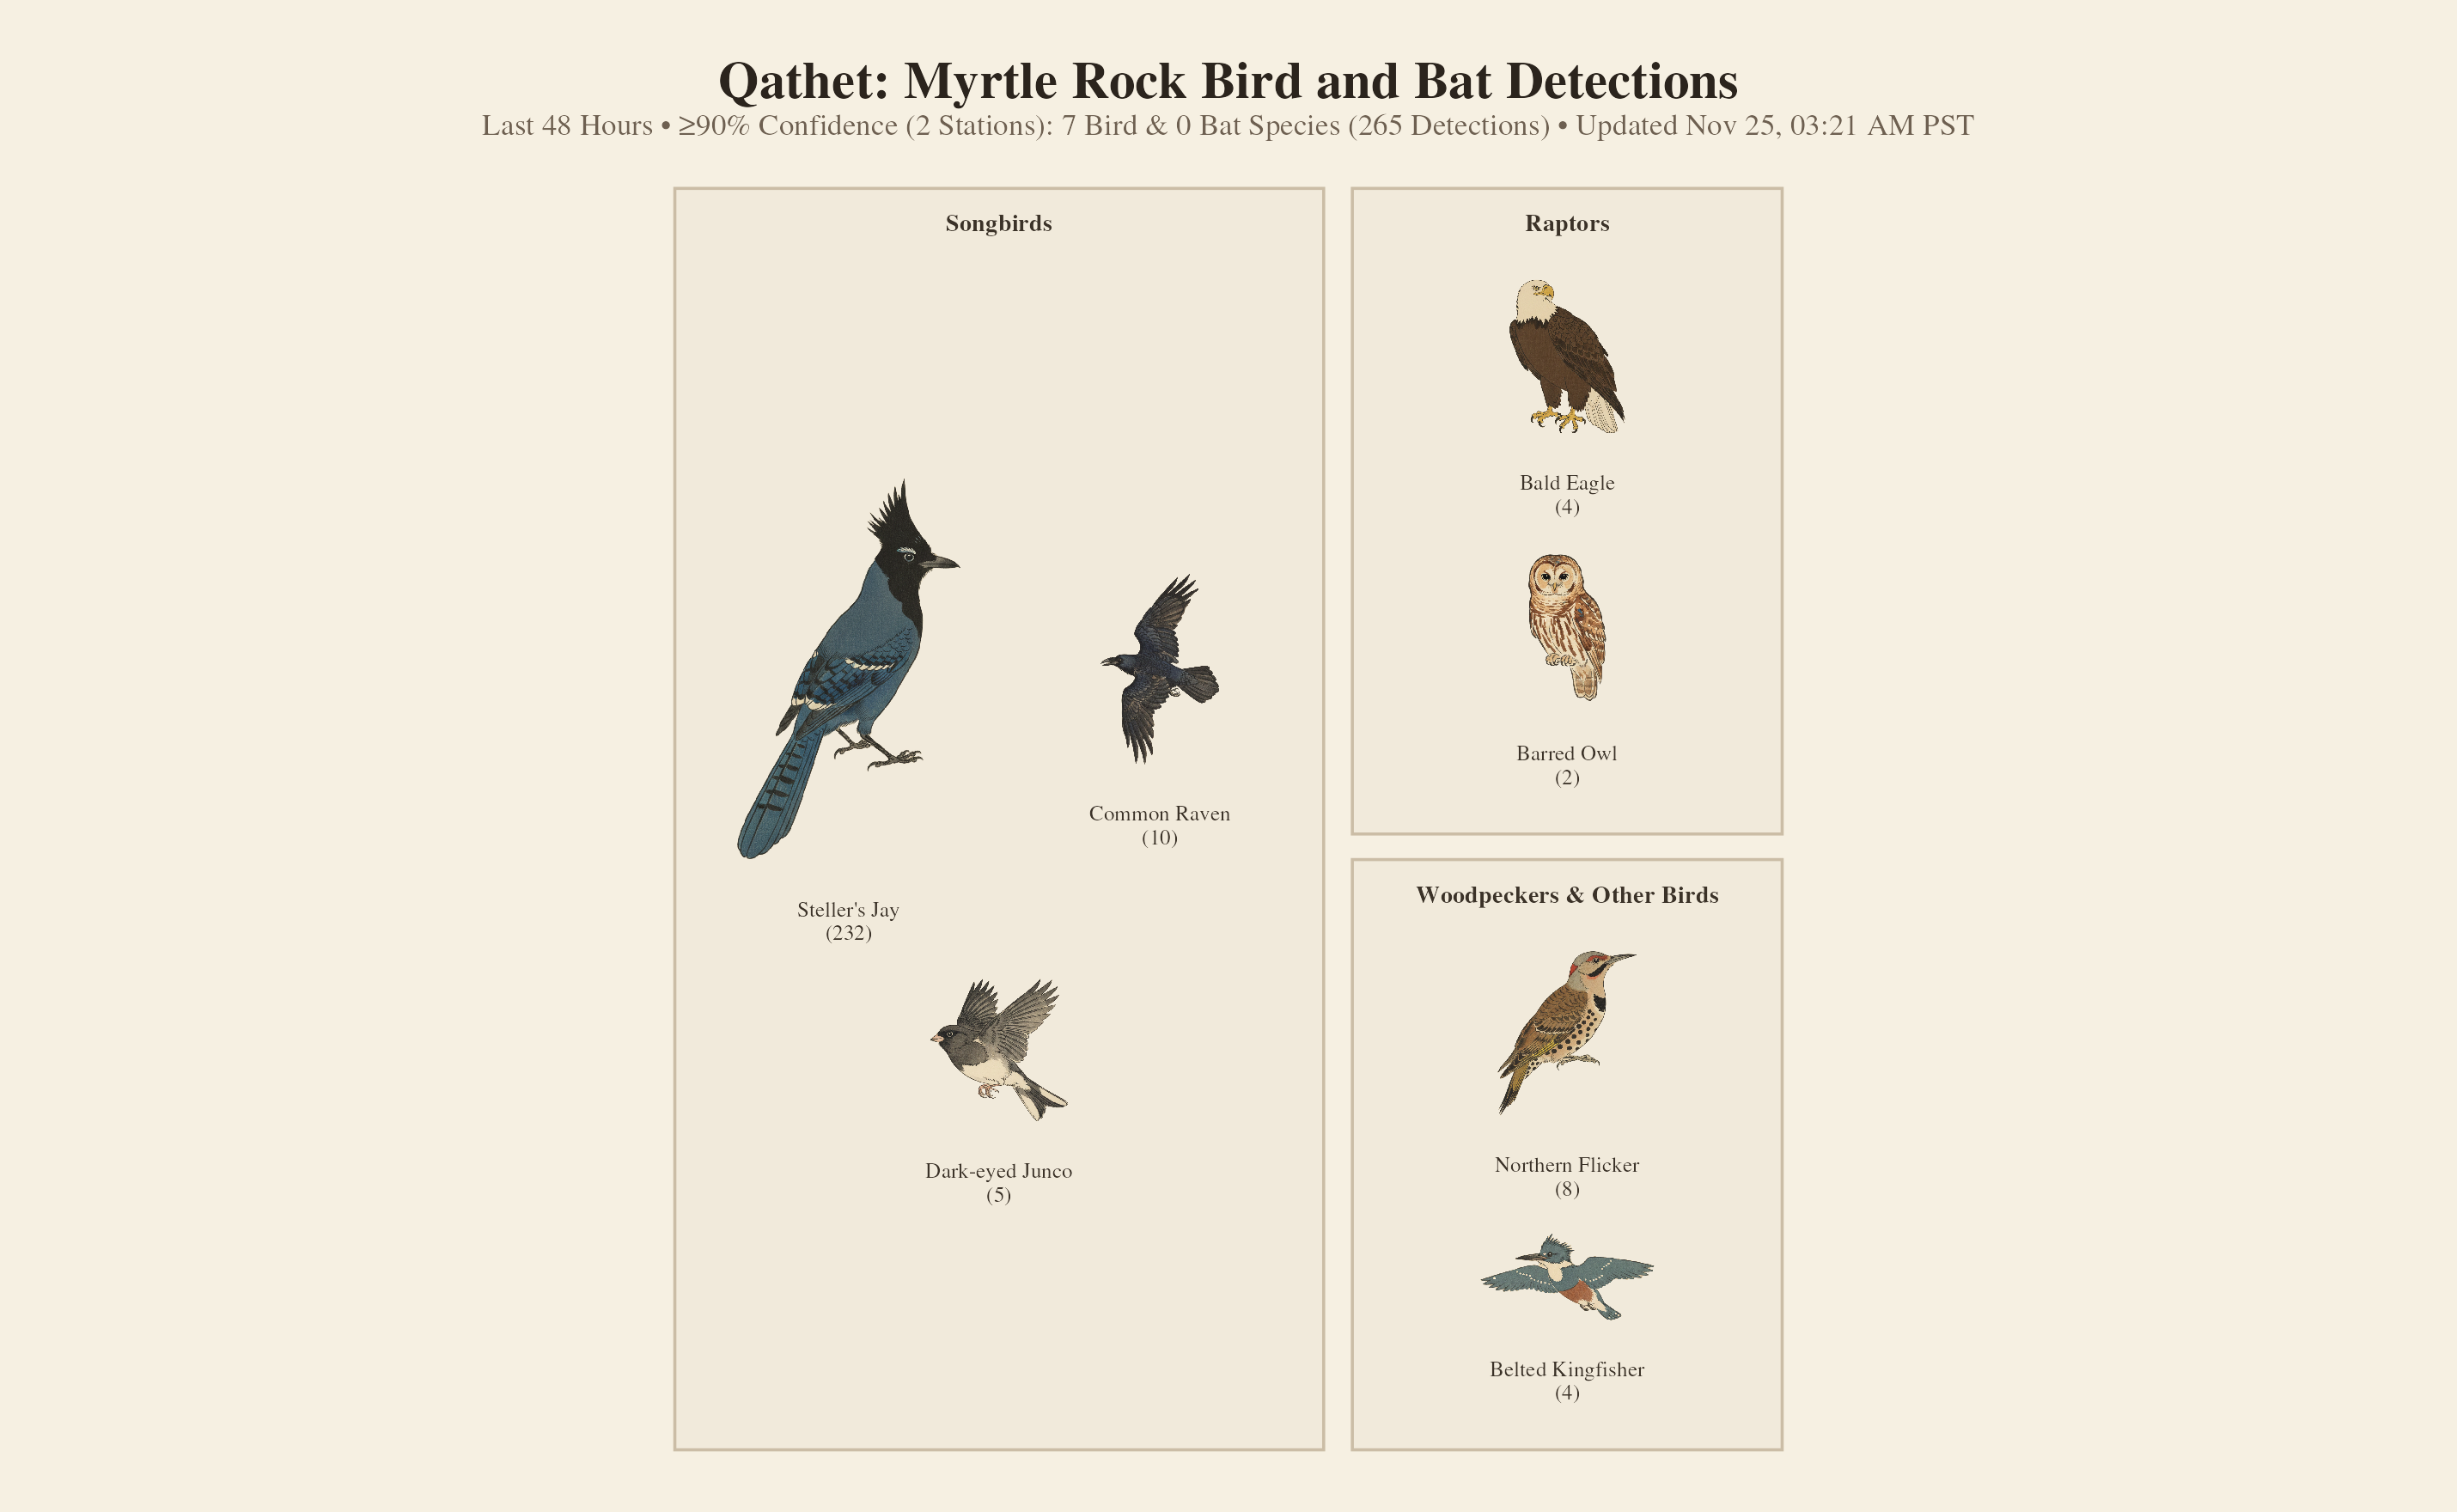 Qathet: Myrtle Rock Bird and Bat Detections
Last 48 Hours • ≥90% Confidence (2 Stations): 7 Bird & 0 Bat Species (265 Detections) • Updated Nov 25, 03:21 AM PST
Songbirds
Steller's Jay
(232)
Common Raven
(10)
Dark-eyed Junco
(5)
Raptors
Bald Eagle
(4)
Barred Owl
(2)
Woodpeckers & Other Birds
Northern Flicker
(8)
Belted Kingfisher
(4)